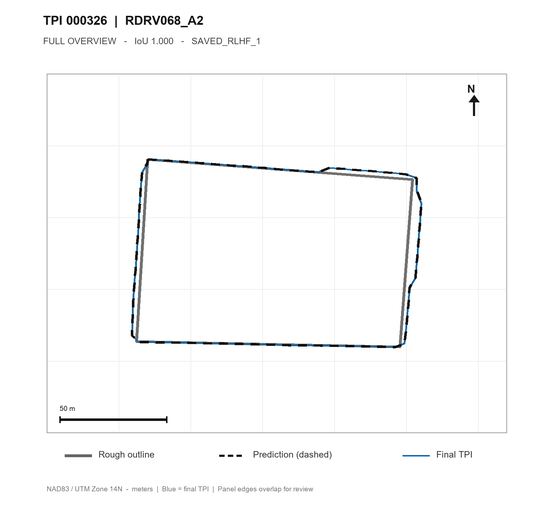 TPI 000326 | RDRV068_A2
FULL OVERVIEW - IoU 1.000 - SAVED_RLHF_1
N
50 m
Rough outline
Prediction (dashed)
Final TPI
NAD83 / UTM Zone 14N - meters | Blue = final TPI | Panel edges overlap for review